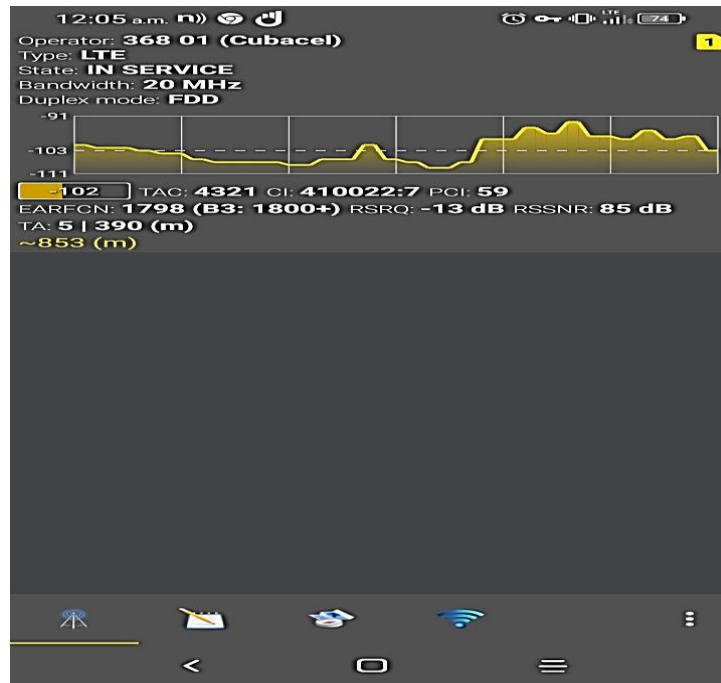 12:05 a.m.
LTE
74
Operator: 368 01 (Cubacel)
1
Type: LTE
State: IN SERVICE
Bandwidth: 20 MHz
Duplex mode: FDD
-91
-103
-111
-102 TAC: 4321 CI: 410022:7 PCI: 59
EARFCN: 1798 (B3: 1800+) RSRQ: -13 dB RSSNR: 85 dB
TA: 5 | 390 (m)
~853 (m)